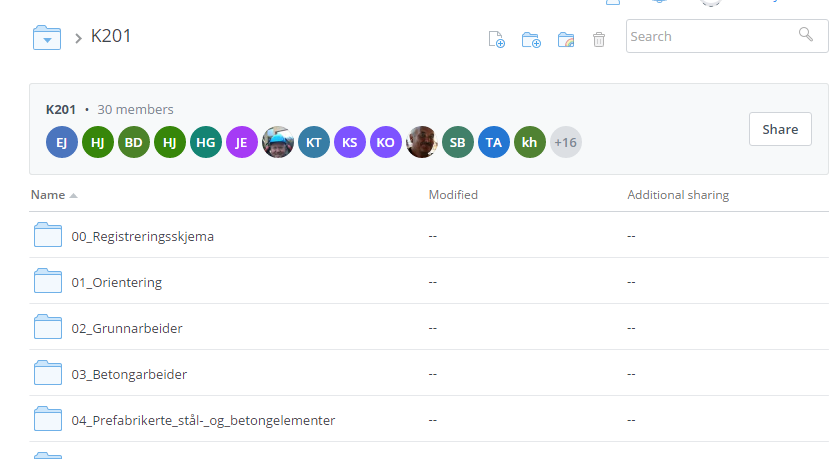 K201
Search
K201 • 30 members
EJ HJ BD HJ HG JE KT KS KO SB TA kh +16
Share
Name Modified Additional sharing
00_Registreringsskjema -- --
01_Orientering -- --
02_Grunnarbeider -- --
03_Betongarbeider -- --
04_Prefabrikerte_stål-_og_betongelementer -- --